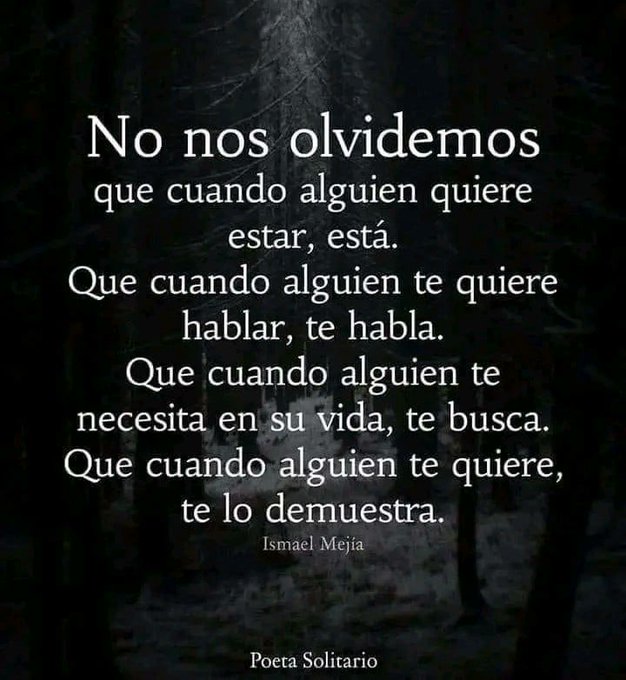 No nos olvidemos
que cuando alguien quiere
estar, está.
Que cuando alguien te quiere
hablar, te habla.
Que cuando alguien te
necesita en su vida, te busca.
Que cuando alguien te quiere,
te lo demuestra.
Ismael Mejía
Poeta Solitario